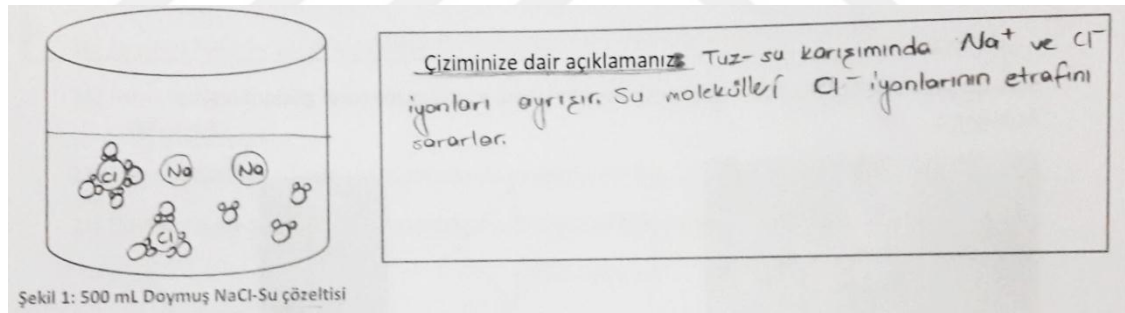 Çiziminize dair açıklamanız: Tuz-su karışımında Na⁺ ve Cl⁻
iyonları ayrışır. Su molekülleri Cl⁻ iyonlarının etrafını
sararlar.
Cl
Na
Na
Cl
Şekil 1: 500 mL Doymuş NaCl-Su çözeltisi